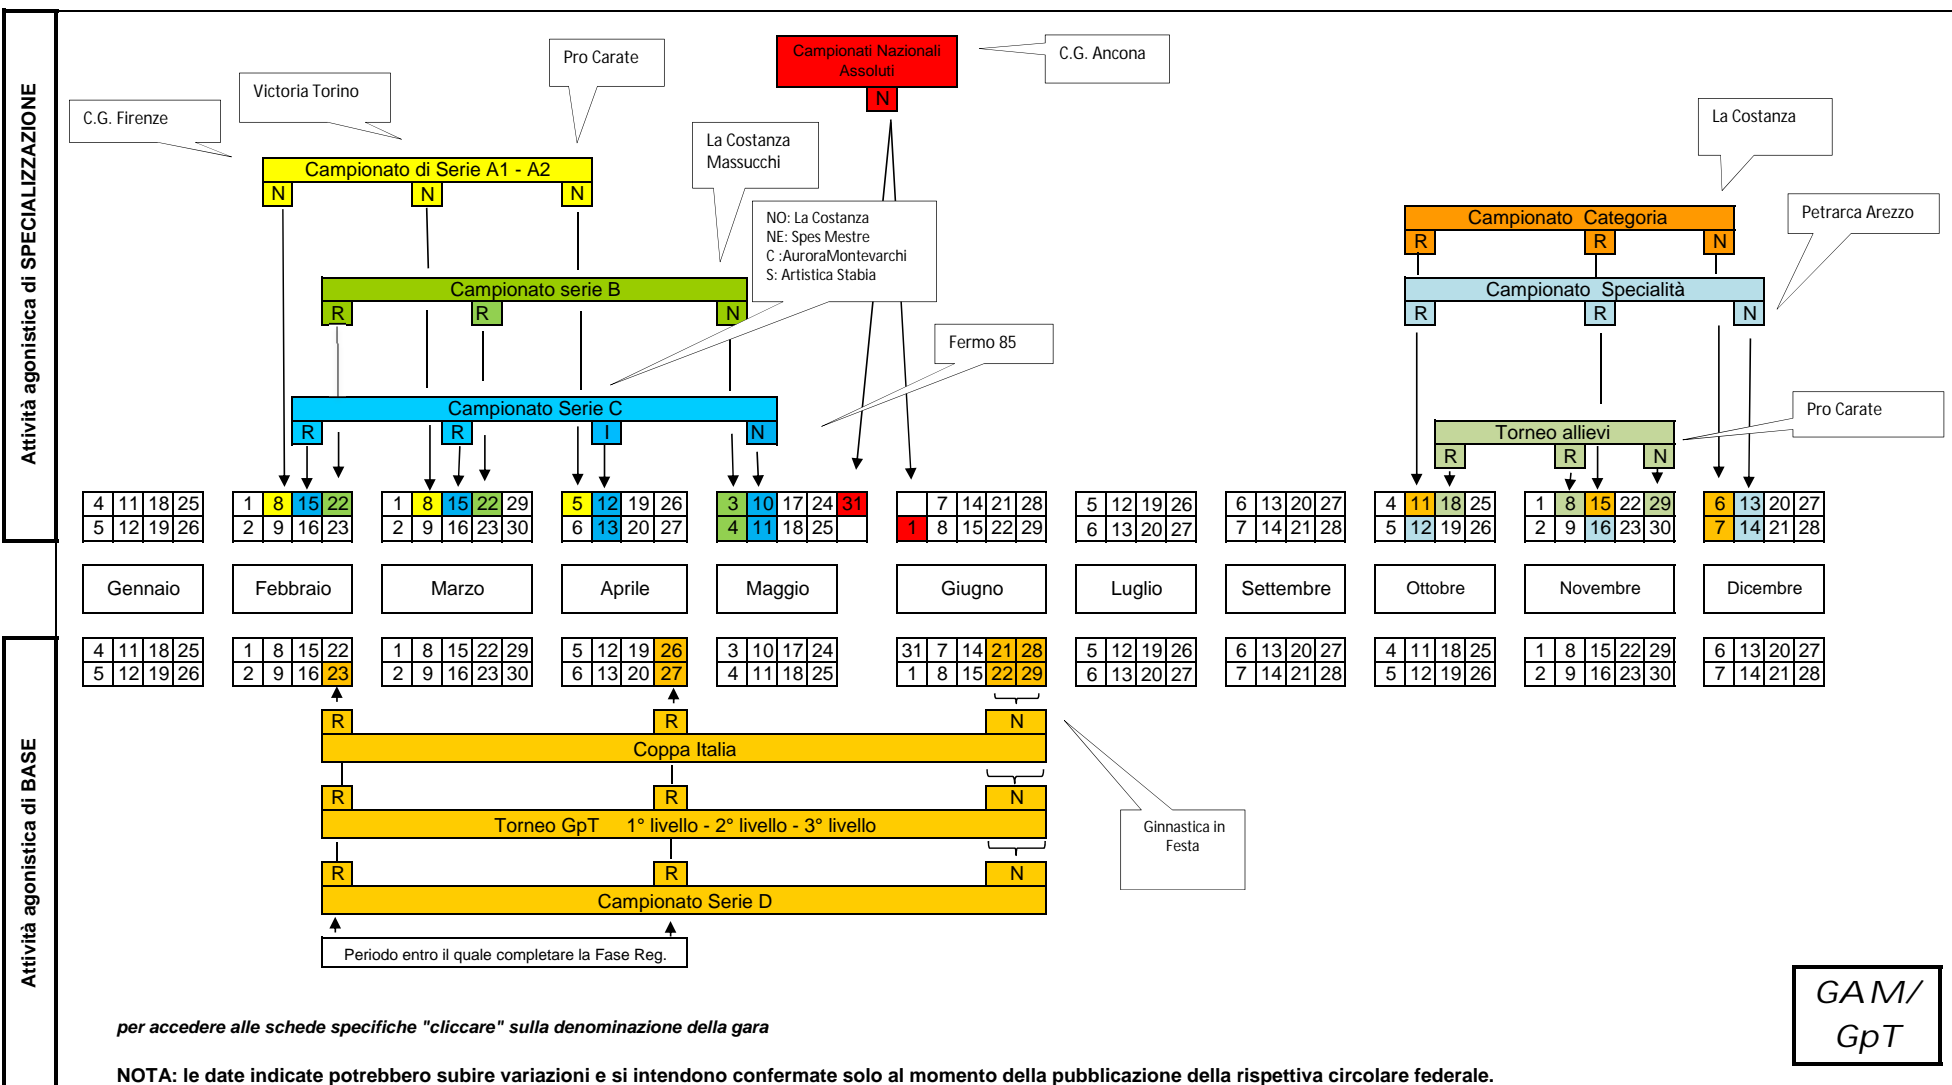 Attività agonistica di SPECIALIZZAZIONE
Campionati Nazionali
Assoluti
N
C.G. Ancona
Pro Carate
Victoria Torino
C.G. Firenze
La Costanza
Massucchi
La Costanza
Campionato di Serie A1 - A2
N N N
NO: La Costanza
NE: Spes Mestre
C :AuroraMontevarchi
S: Artistica Stabia
Petrarca Arezzo
Campionato Categoria
R R N
Campionato serie B
R R N
Campionato Specialità
R R N
Fermo 85
Campionato Serie C
R R I N
Pro Carate
Torneo allievi
R R N
4 11 18 25 1 8 15 22 1 8 15 22 29 5 12 19 26 3 10 17 24 31 7 14 21 28 5 12 19 26 6 13 20 27 4 11 18 25 1 8 15 22 29 6 13 20 27
5 12 19 26 2 9 16 23 2 9 16 23 30 6 13 20 27 4 11 18 25 1 8 15 22 29 6 13 20 27 7 14 21 28 5 12 19 26 2 9 16 23 30 7 14 21 28
Gennaio Febbraio Marzo Aprile Maggio Giugno Luglio Settembre Ottobre Novembre Dicembre
Attività agonistica di BASE
4 11 18 25 1 8 15 22 1 8 15 22 29 5 12 19 26 3 10 17 24 31 7 14 21 28 5 12 19 26 6 13 20 27 4 11 18 25 1 8 15 22 29 6 13 20 27
5 12 19 26 2 9 16 23 2 9 16 23 30 6 13 20 27 4 11 18 25 1 8 15 22 29 6 13 20 27 7 14 21 28 5 12 19 26 2 9 16 23 30 7 14 21 28
R R N
Coppa Italia
R R N
Torneo GpT 1° livello - 2° livello - 3° livello
Ginnastica in
Festa
R R N
Campionato Serie D
Periodo entro il quale completare la Fase Reg.
GAM/
GpT
per accedere alle schede specifiche "cliccare" sulla denominazione della gara
NOTA: le date indicate potrebbero subire variazioni e si intendono confermate solo al momento della pubblicazione della rispettiva circolare federale.